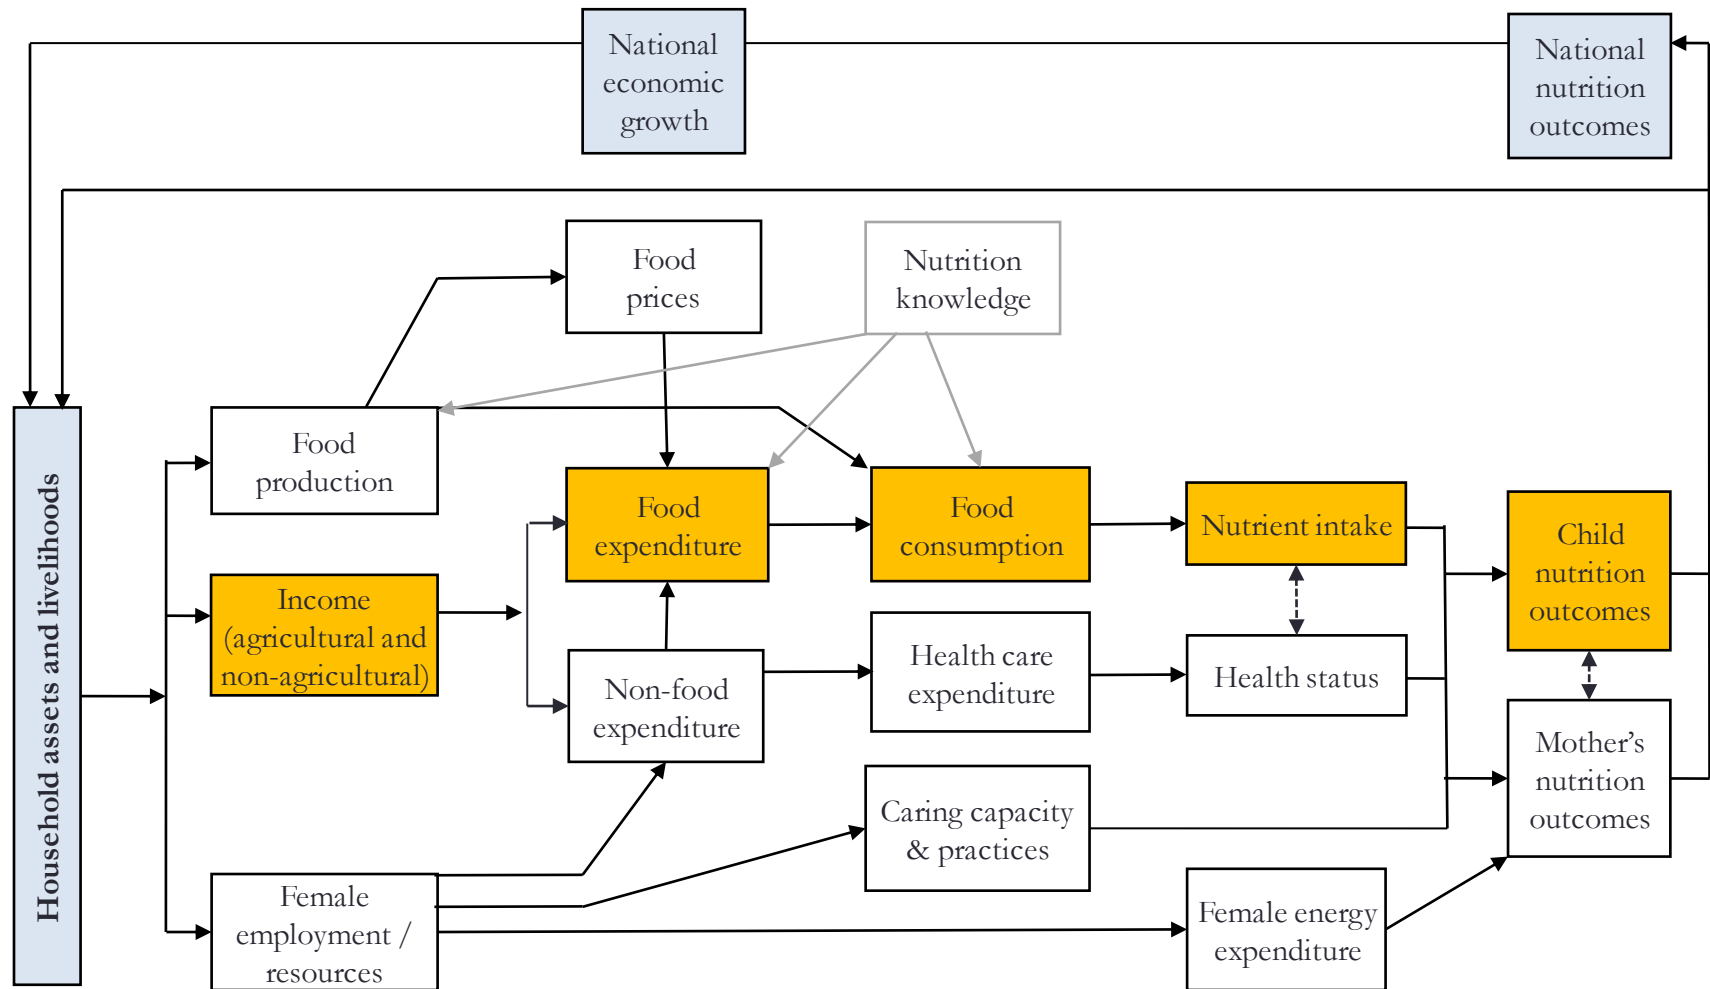 National
economic
growth
National
nutrition
outcomes
Food
prices
Nutrition
knowledge
Household assets and livelihoods
Food
production
Food
expenditure
Food
consumption
Nutrient intake
Child
nutrition
outcomes
Income
(agricultural and
non-agricultural)
Non-food
expenditure
Health care
expenditure
Health status
Mother’s
nutrition
outcomes
Caring capacity
& practices
Female
employment /
resources
Female energy
expenditure